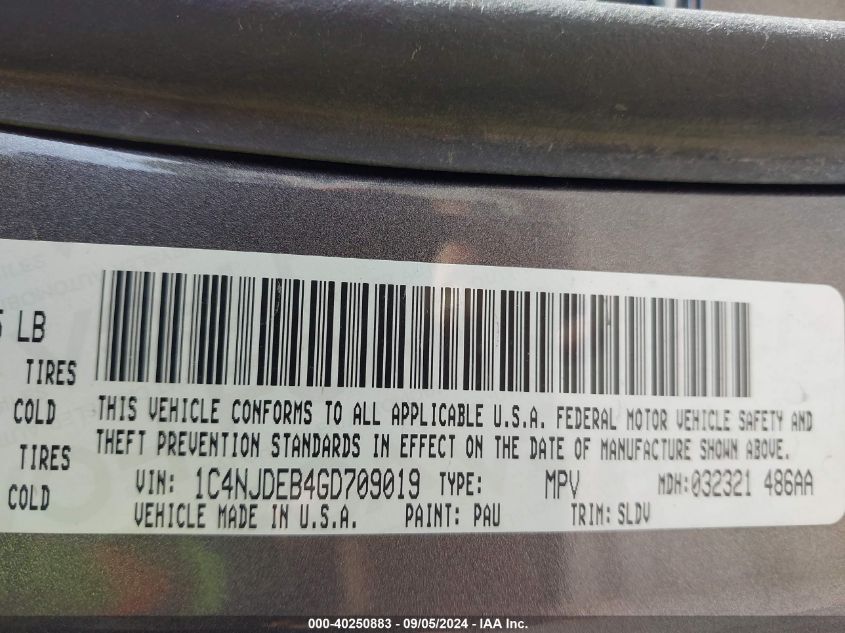 5 LB
TIRES
COLD
TIRES
COLD
THIS VEHICLE CONFORMS TO ALL APPLICABLE U.S.A. FEDERAL MOTOR VEHICLE SAFETY AND
THEFT PREVENTION STANDARDS IN EFFECT ON THE DATE OF MANUFACTURE SHOWN ABOVE.
VIN: 1C4NJDEB4GD709019 TYPE: MPV MDH:032321 486AA
VEHICLE MADE IN U.S.A. PAINT: PAU TRIM: SLDV
000-40250883 - 09/05/2024 - IAA Inc.